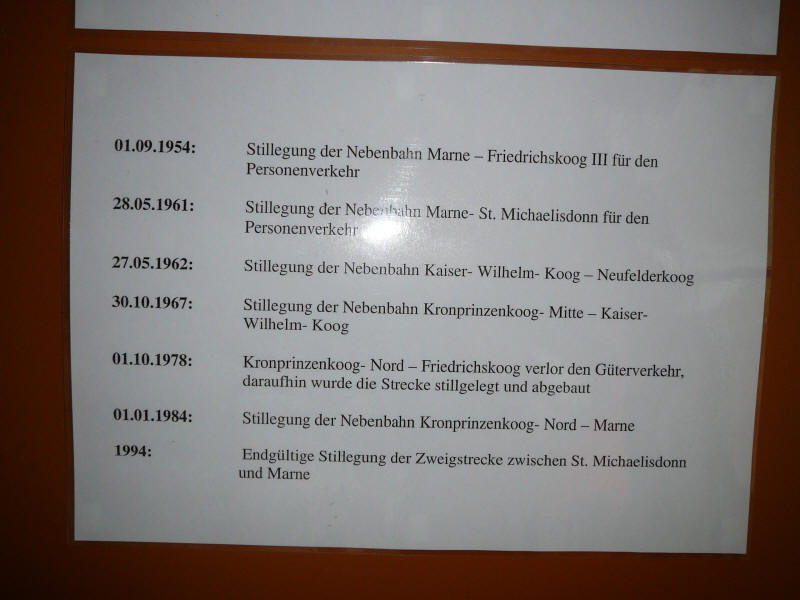 01.09.1954: Stillegung der Nebenbahn Marne – Friedrichskoog III für den
Personenverkehr
28.05.1961: Stillegung der Nebenbahn Marne- St. Michaelisdonn für den
Personenverkehr
27.05.1962: Stillegung der Nebenbahn Kaiser- Wilhelm- Koog – Neufelderkoog
30.10.1967: Stillegung der Nebenbahn Kronprinzenkoog- Mitte – Kaiser-
Wilhelm- Koog
01.10.1978: Kronprinzenkoog- Nord – Friedrichskoog verlor den Güterverkehr,
daraufhin wurde die Strecke stillgelegt und abgebaut
01.01.1984: Stillegung der Nebenbahn Kronprinzenkoog- Nord – Marne
1994: Endgültige Stillegung der Zweigstrecke zwischen St. Michaelisdonn
und Marne